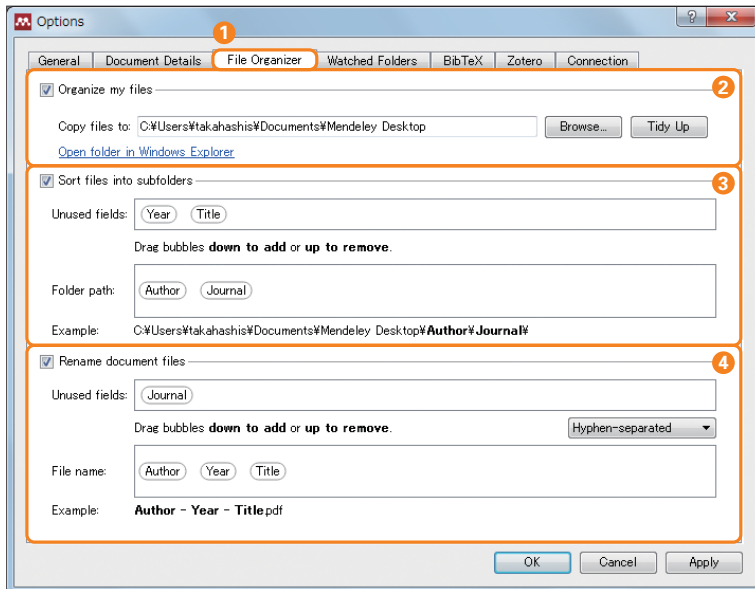 Options
?
x
1
General Document Details File Organizer Watched Folders BibTeX Zotero Connection
Organize my files
2
Copy files to: C:¥Users¥takahashis¥Documents¥Mendeley Desktop Browse... Tidy Up
Open folder in Windows Explorer
Sort files into subfolders
3
Unused fields: Year Title
Drag bubbles down to add or up to remove.
Folder path: Author Journal
Example: C:¥Users¥takahashis¥Documents¥Mendeley Desktop¥Author¥Journal¥
Rename document files
4
Unused fields: Journal
Drag bubbles down to add or up to remove. Hyphen-separated
File name: Author Year Title
Example: Author - Year - Title.pdf
OK Cancel Apply